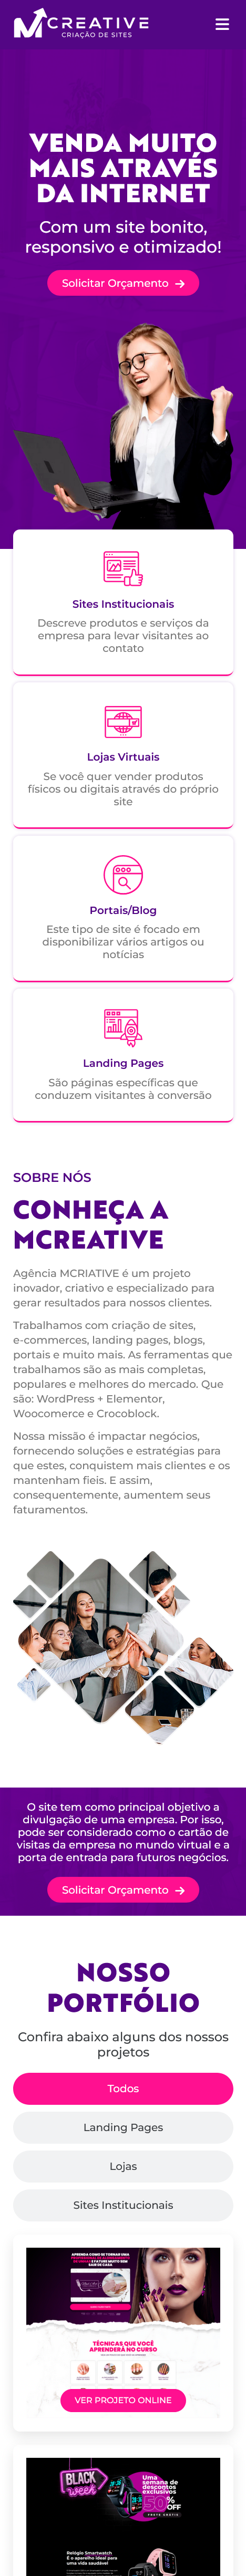 MCREATIVE
CRIAÇÃO DE SITES
VENDA MUITO
MAIS ATRAVÉS
DA INTERNET
Com um site bonito,
responsivo e otimizado!
Solicitar Orçamento
Sites Institucionais
Descreve produtos e serviços da
empresa para levar visitantes ao
contato
Lojas Virtuais
Se você quer vender produtos
físicos ou digitais através do próprio
site
Portais/Blog
Este tipo de site é focado em
disponibilizar vários artigos ou
notícias
Landing Pages
São páginas específicas que
conduzem visitantes à conversão
SOBRE NÓS
CONHEÇA A
MCREATIVE
Agência MCRIATIVE é um projeto
inovador, criativo e especializado para
gerar resultados para nossos clientes.
Trabalhamos com criação de sites,
e-commerces, landing pages, blogs,
portais e muito mais. As ferramentas que
trabalhamos são as mais completas,
populares e melhores do mercado. Que
são: WordPress + Elementor,
Woocomerce e Crocoblock.
Nossa missão é impactar negócios,
fornecendo soluções e estratégias para
que estes, conquistem mais clientes e os
mantenham fieis. E assim,
consequentemente, aumentem seus
faturamentos.
O site tem como principal objetivo a
divulgação de uma empresa. Por isso,
pode ser considerado como o cartão de
visitas da empresa no mundo virtual e a
porta de entrada para futuros negócios.
Solicitar Orçamento
NOSSO
PORTFÓLIO
Confira abaixo alguns dos nossos
projetos
Todos
Landing Pages
Lojas
Sites Institucionais
TÉCNICAS QUE VOCÊ
APRENDERÁ NO CURSO
VER PROJETO ONLINE
BLACK
week
Uma
semana de
descontos
exclusivos
50%
OFF
FRETE GRÁTIS
Relógio Smartwatch
É o aparelho ideal para
uma vida saudável